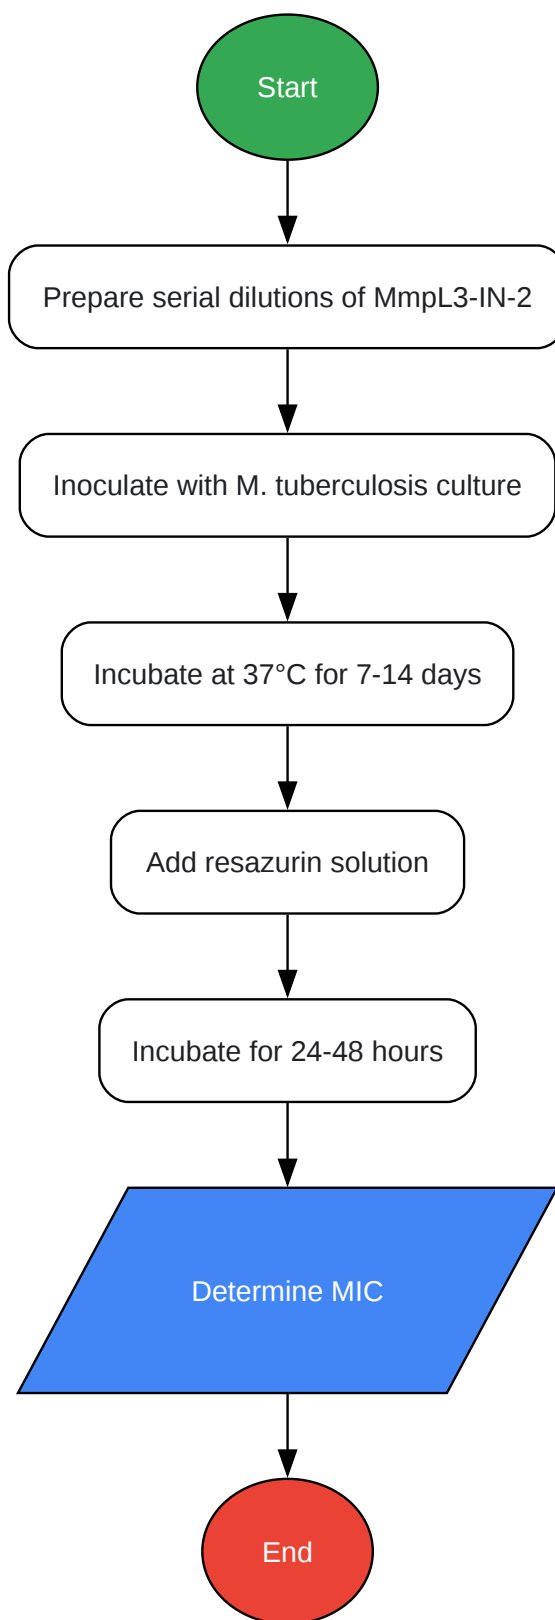 Start
Prepare serial dilutions of MmpL3-IN-2
Inoculate with M. tuberculosis culture
Incubate at 37°C for 7-14 days
Add resazurin solution
Incubate for 24-48 hours
Determine MIC
End